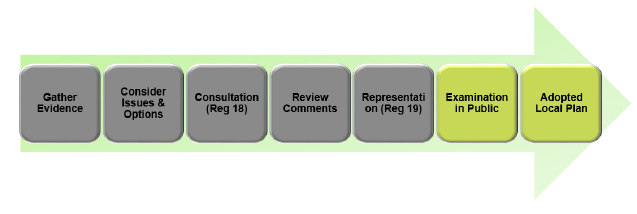 Gather
Evidence
Consider
Issues &
Options
Consultation
(Reg 18)
Review
Comments
Representati
on (Reg 19)
Examination
in Public
Adopted
Local Plan